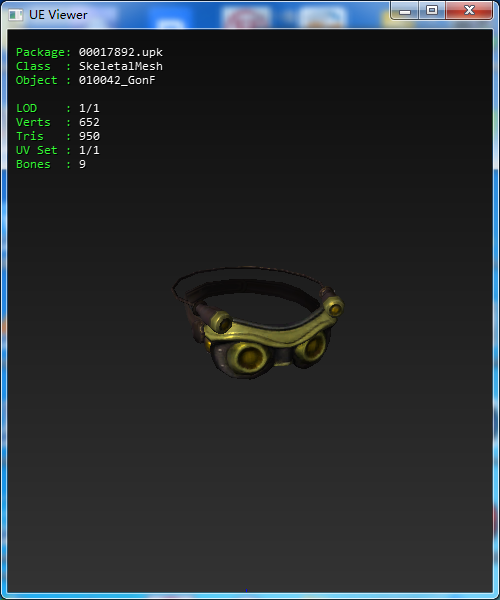 UE Viewer
Package: 00017892.upk
Class : SkeletalMesh
Object : 010042_GonF
LOD : 1/1
Verts : 652
Tris : 950
UV Set : 1/1
Bones : 9